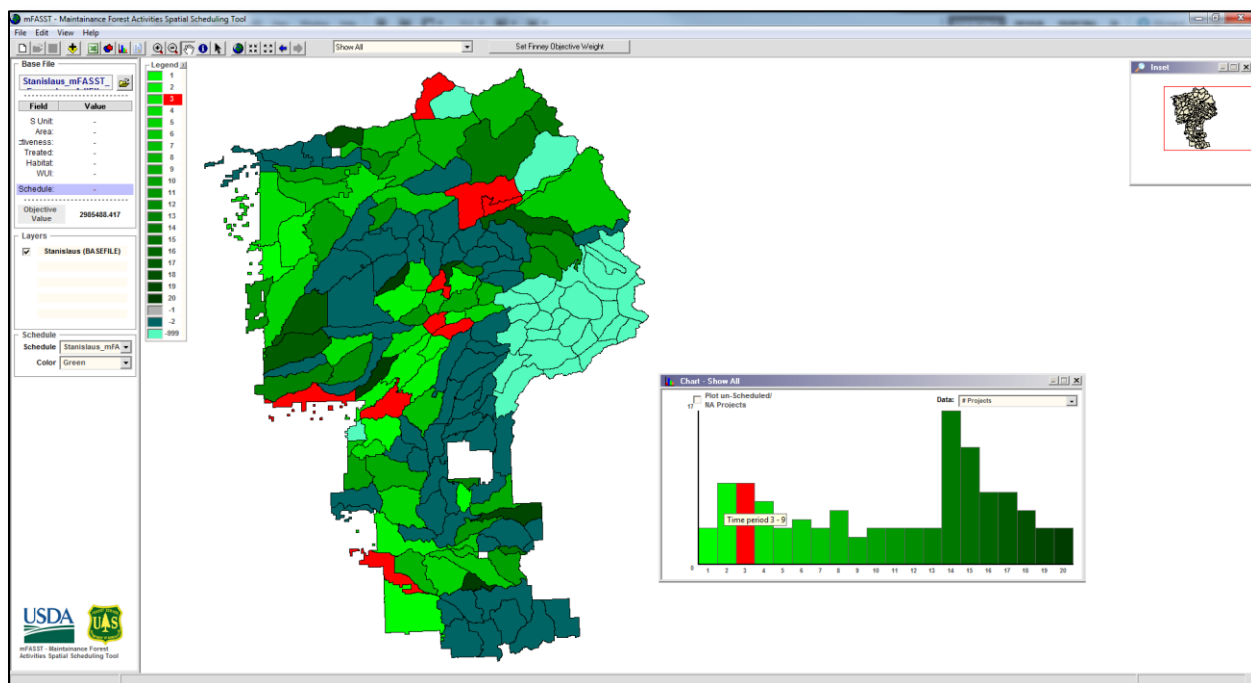 mFASST - Maintainance Forest Activities Spatial Scheduling Tool
File Edit View Help
Show All
Set Finney Objective Weight
Base File
Stanislaus_mFASST_
Field Value
S Unit: -
Area: -
:tiveness: -
Treated: -
Habitat: -
WUI: -
Schedule: -
Objective Value 2985488.417
Layers
Stanislaus (BASEFILE)
Schedule
Schedule Stanislaus_mFA
Color Green
USDA
UAS
mFASST - Maintainance Forest
Activities Spatial Scheduling Tool
Legend
1
2
3
4
5
6
7
8
9
10
11
12
13
14
15
16
17
18
19
20
-1
-2
-999
Inset
Chart - Show All
Plot un-Scheduled/
NA Projects
Data: # Projects
17
Time period 3 - 9
0
1 2 3 4 5 6 7 8 9 10 11 12 13 14 15 16 17 18 19 20